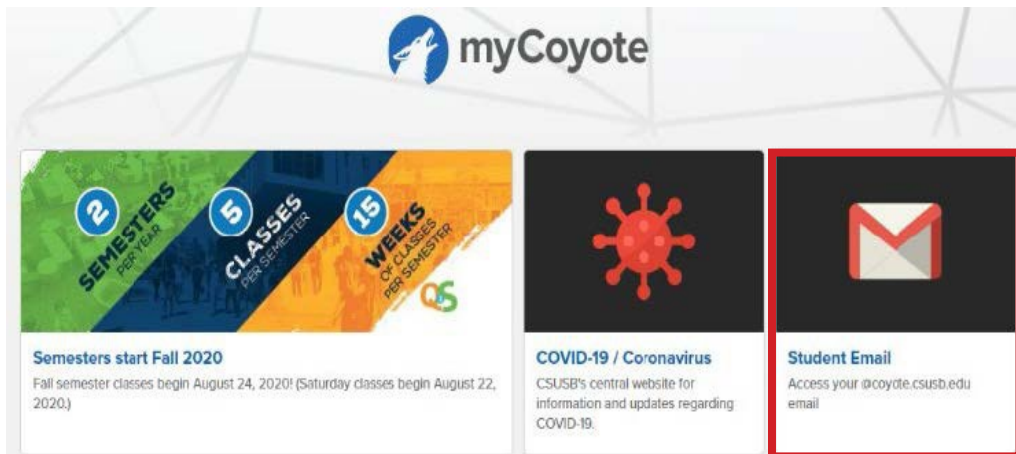 myCoyote
2
SEMESTERS
PER YEAR
5
CLASSES
PER SEMESTER
15
WEEKS
OF CLASSES
PER SEMESTER
Q2S
Semesters start Fall 2020
Fall semester classes begin August 24, 2020! (Saturday classes begin August 22,
2020.)
COVID-19 / Coronavirus
CSUSB's central website for
information and updates regarding
COVID-19.
Student Email
Access your @coyote.csusb.edu
email